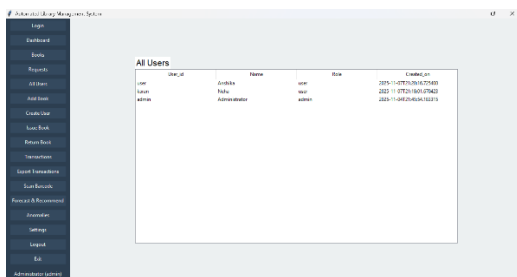 Automated Library Management System
Login
Dashboard
Books
Requests
All Users
Add Book
Create User
Issue Book
Return Book
Transactions
Export Transactions
Scan Barcode
Forecast & Recommend
Anomalies
Settings
Logout
Exit
Administrator (admin)
All Users
User_id Name Role Created_on
user user
Neha user
admin Administrator admin